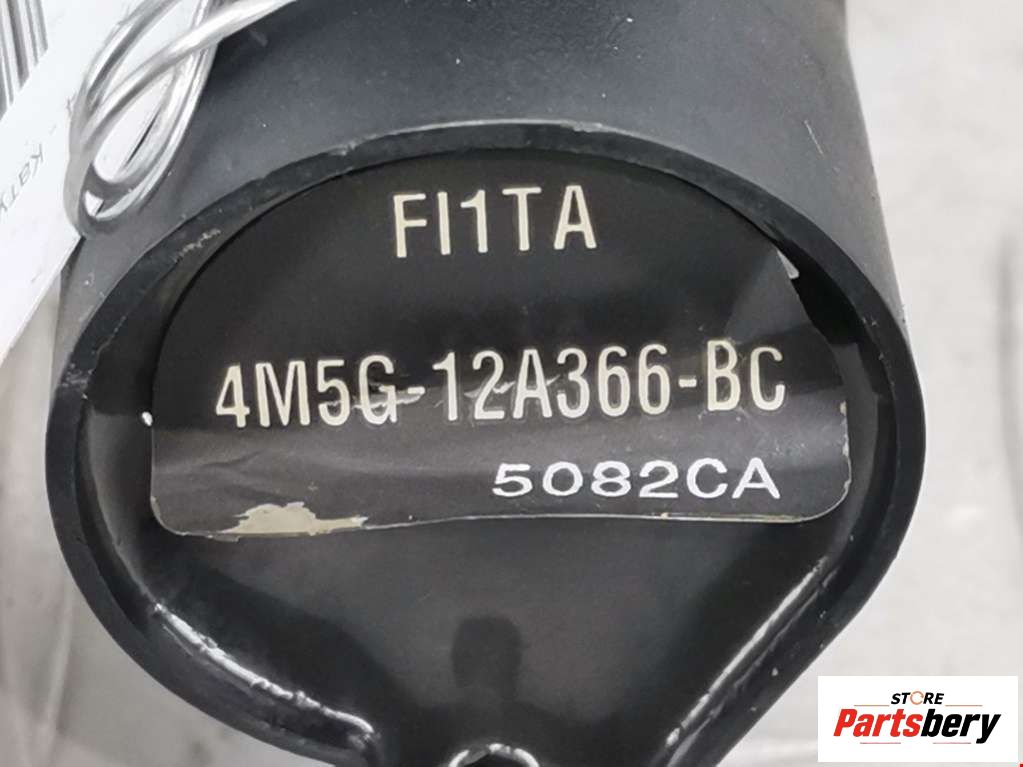 FI1TA
4M5G-12A366-BC
5082CA
STORE
Partsbery